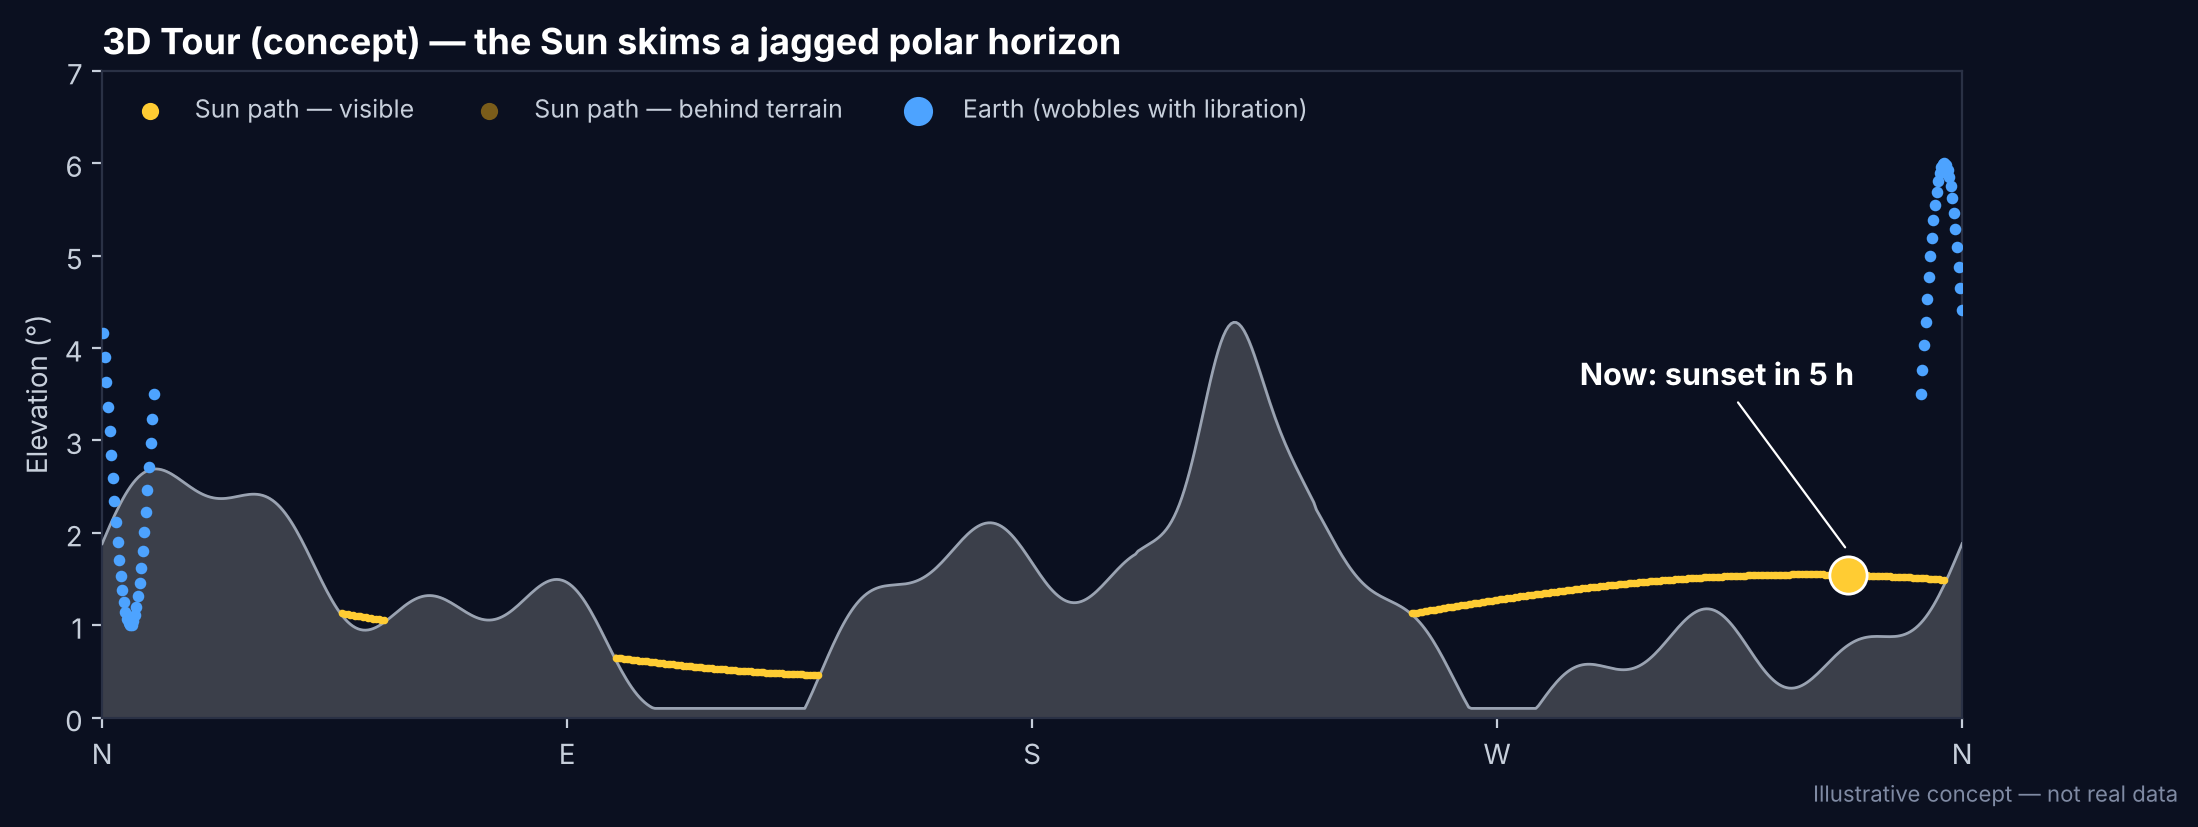 3D Tour (concept) — the Sun skims a jagged polar horizon
7
Sun path — visible
Sun path — behind terrain
Earth (wobbles with libration)
6
5
4
Now: sunset in 5 h
Elevation (°)
3
2
1
0
N
E
S
W
N
Illustrative concept — not real data